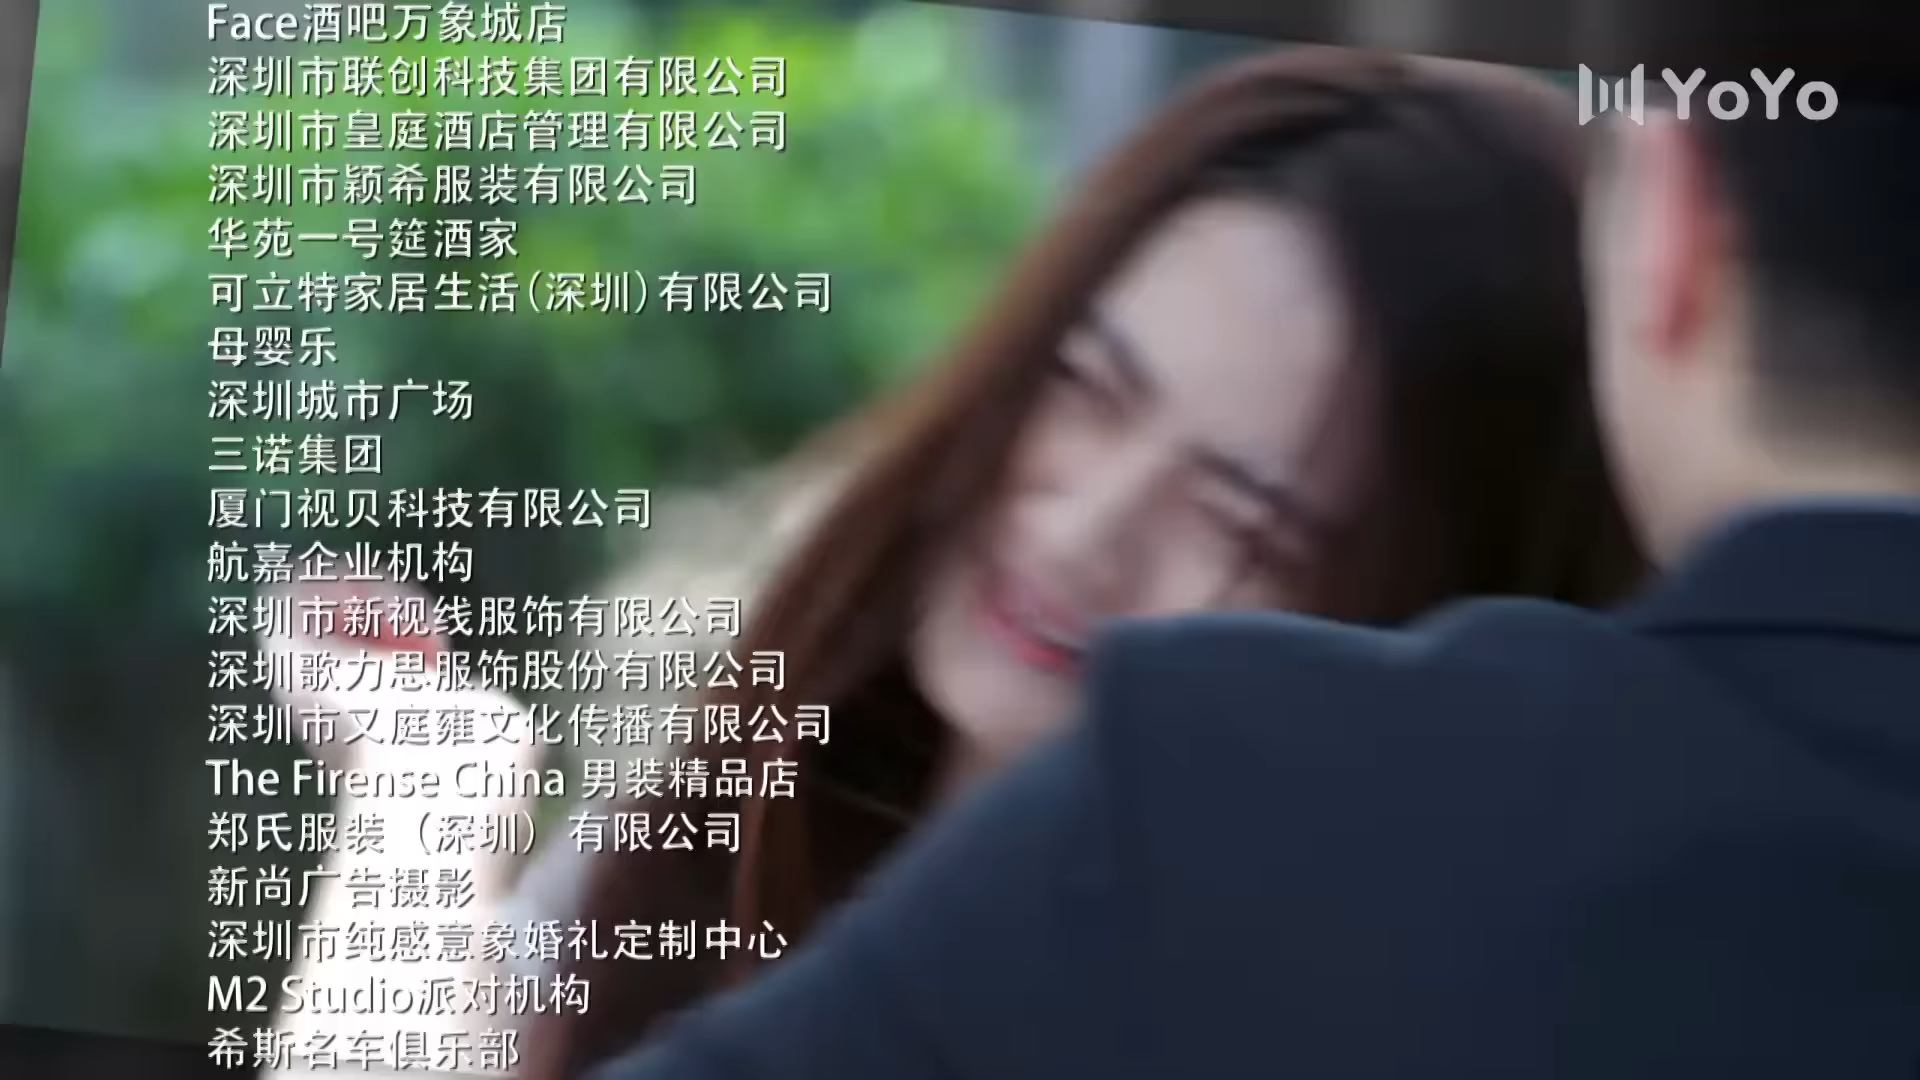 Face酒吧万象城店
深圳市联创科技集团有限公司
深圳市皇庭酒店管理有限公司
深圳市颖希服装有限公司
华苑一号筵酒家
可立特家居生活(深圳)有限公司
母婴乐
深圳城市广场
三诺集团
厦门视贝科技有限公司
航嘉企业机构
深圳市新视线服饰有限公司
深圳歌力思服饰股份有限公司
深圳市又庭雍文化传播有限公司
The Firense China 男装精品店
郑氏服装（深圳）有限公司
新尚广告摄影
深圳市纯感意象婚礼定制中心
M2 Studio派对机构
希斯名车俱乐部
YoYo